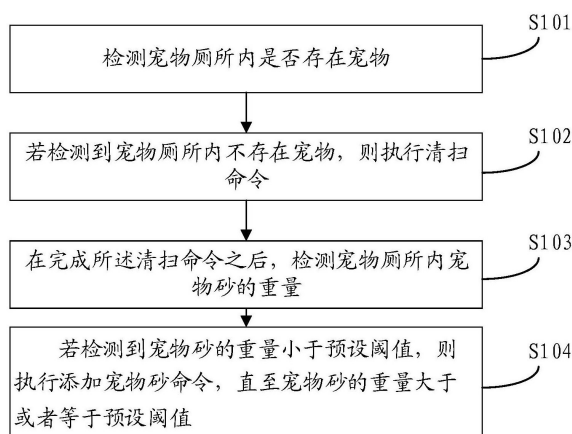 S101
检测宠物厕所内是否存在宠物
S102
若检测到宠物厕所内不存在宠物，则执行清扫
命令
S103
在完成所述清扫命令之后，检测宠物厕所内宠
物砂的重量
S104
若检测到宠物砂的重量小于预设阈值，则
执行添加宠物砂命令，直至宠物砂的重量大于
或者等于预设阈值